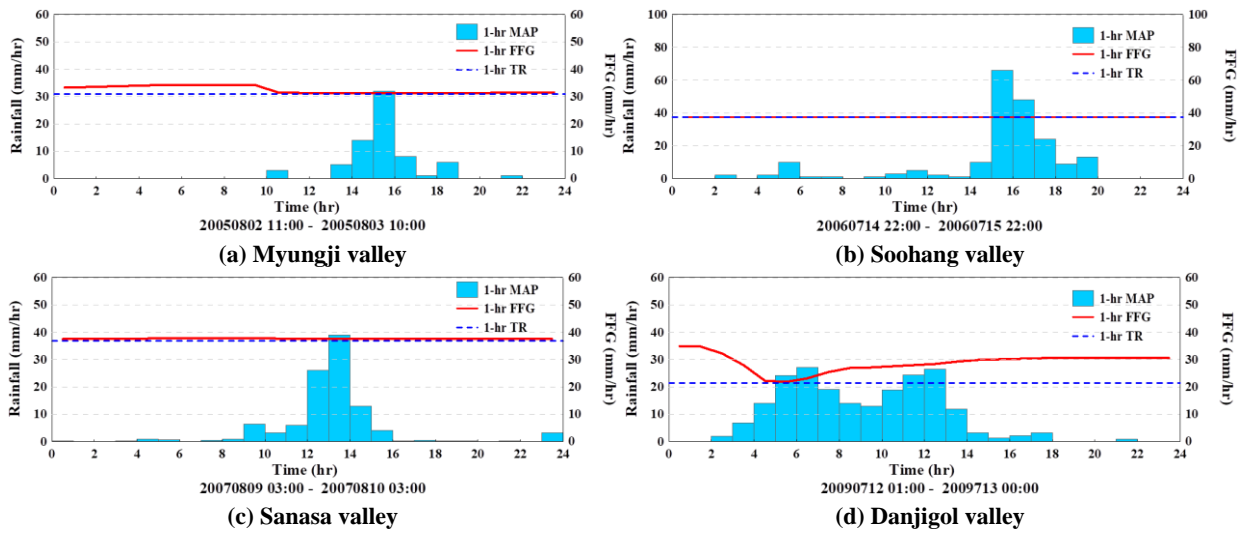 60
50
40
30
20
10
0
Rainfall (mm/hr)
1-hr MAP
1-hr FFG
1-hr TR
60
50
40
30
20
10
0
FFG (mm/hr)
0 2 4 6 8 10 12 14 16 18 20 22 24
Time (hr)
20050802 11:00 - 20050803 10:00
(a) Myungji valley
100
80
60
40
20
0
Rainfall (mm/hr)
1-hr MAP
1-hr FFG
1-hr TR
100
80
60
40
20
0
FFG (mm/hr)
0 2 4 6 8 10 12 14 16 18 20 22 24
Time (hr)
20060714 22:00 - 20060715 22:00
(b) Soohang valley
60
50
40
30
20
10
0
Rainfall (mm/hr)
1-hr MAP
1-hr FFG
1-hr TR
60
50
40
30
20
10
0
FFG (mm/hr)
0 2 4 6 8 10 12 14 16 18 20 22 24
Time (hr)
20070809 03:00 - 20070810 03:00
(c) Sanasa valley
60
50
40
30
20
10
0
Rainfall (mm/hr)
1-hr MAP
1-hr FFG
1-hr TR
60
50
40
30
20
10
0
FFG (mm/hr)
0 2 4 6 8 10 12 14 16 18 20 22 24
Time (hr)
20090712 01:00 - 2009713 00:00
(d) Danjigol valley